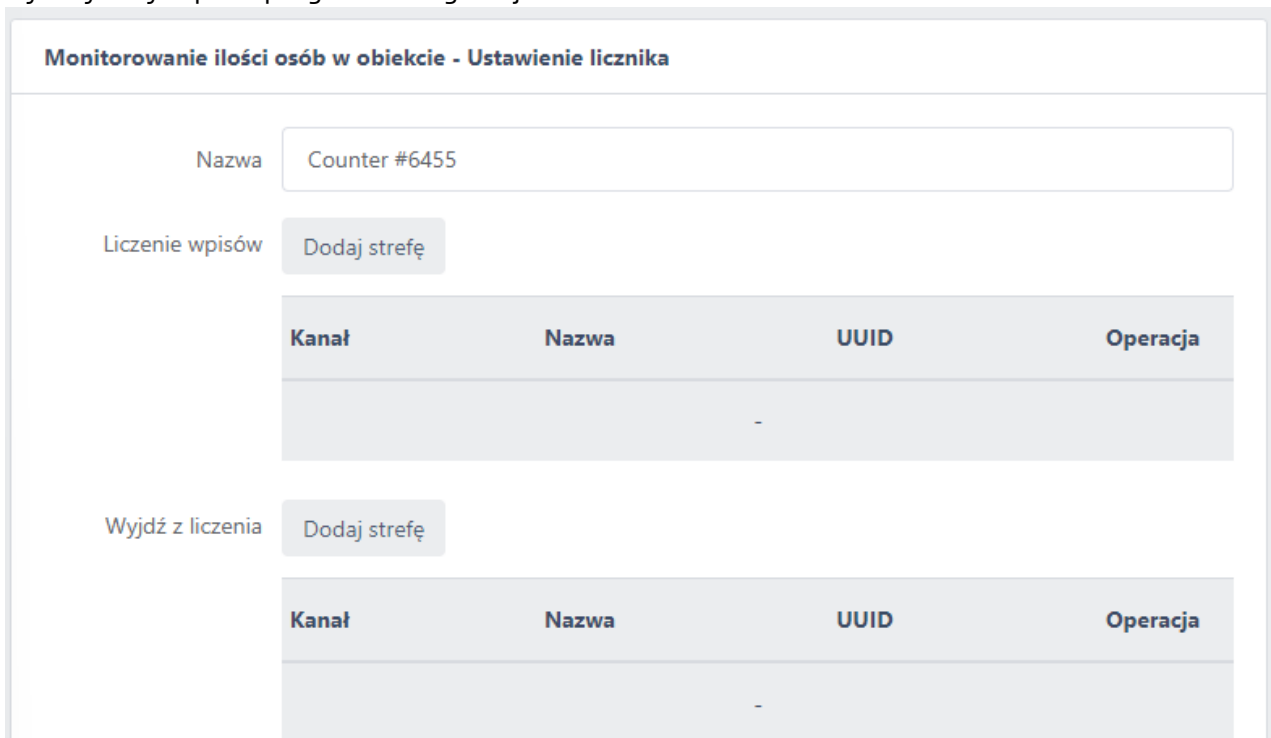 Monitorowanie ilości osób w obiekcie - Ustawienie licznika
Nazwa Counter #6455
Liczenie wpisów Dodaj strefę
Kanał Nazwa UUID Operacja
-
Wyjdź z liczenia Dodaj strefę
Kanał Nazwa UUID Operacja
-